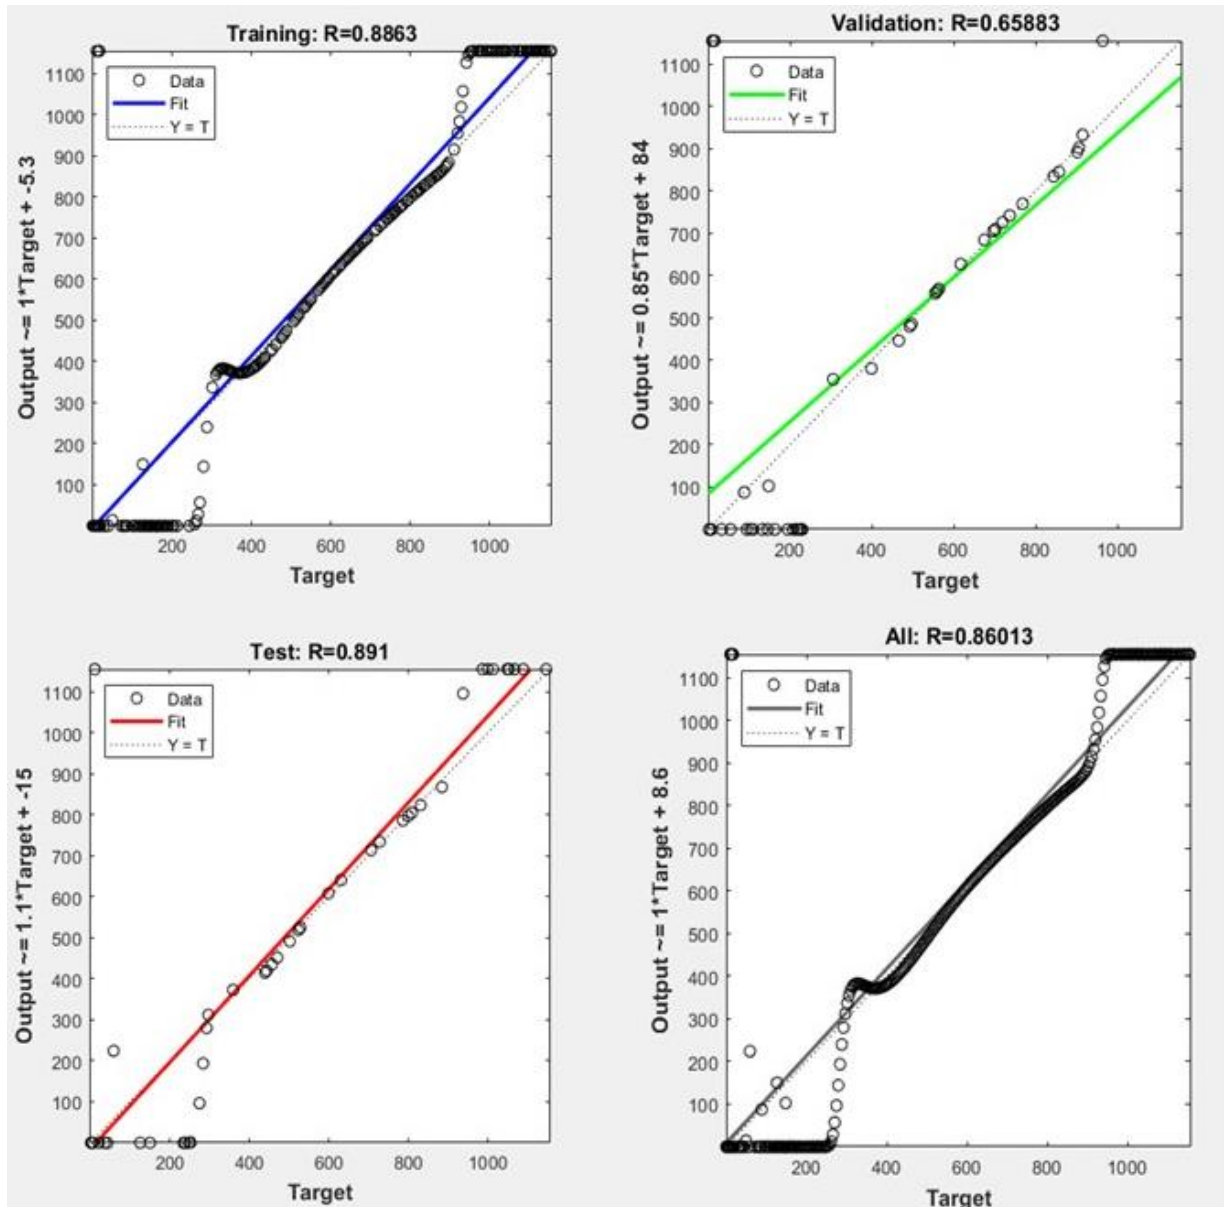 Training: R=0.8863
Data
Fit
Y = T
Output ~= 1*Target + -5.3
1100
1000
900
800
700
600
500
400
300
200
100
200 400 600 800 1000
Target
Validation: R=0.65883
Data
Fit
Y = T
Output ~= 0.85*Target + 84
1100
1000
900
800
700
600
500
400
300
200
100
200 400 600 800 1000
Target
Test: R=0.891
Data
Fit
Y = T
Output ~= 1.1*Target + -15
1100
1000
900
800
700
600
500
400
300
200
100
200 400 600 800 1000
Target
All: R=0.86013
Data
Fit
Y = T
Output ~= 1*Target + 8.6
1100
1000
900
800
700
600
500
400
300
200
100
200 400 600 800 1000
Target